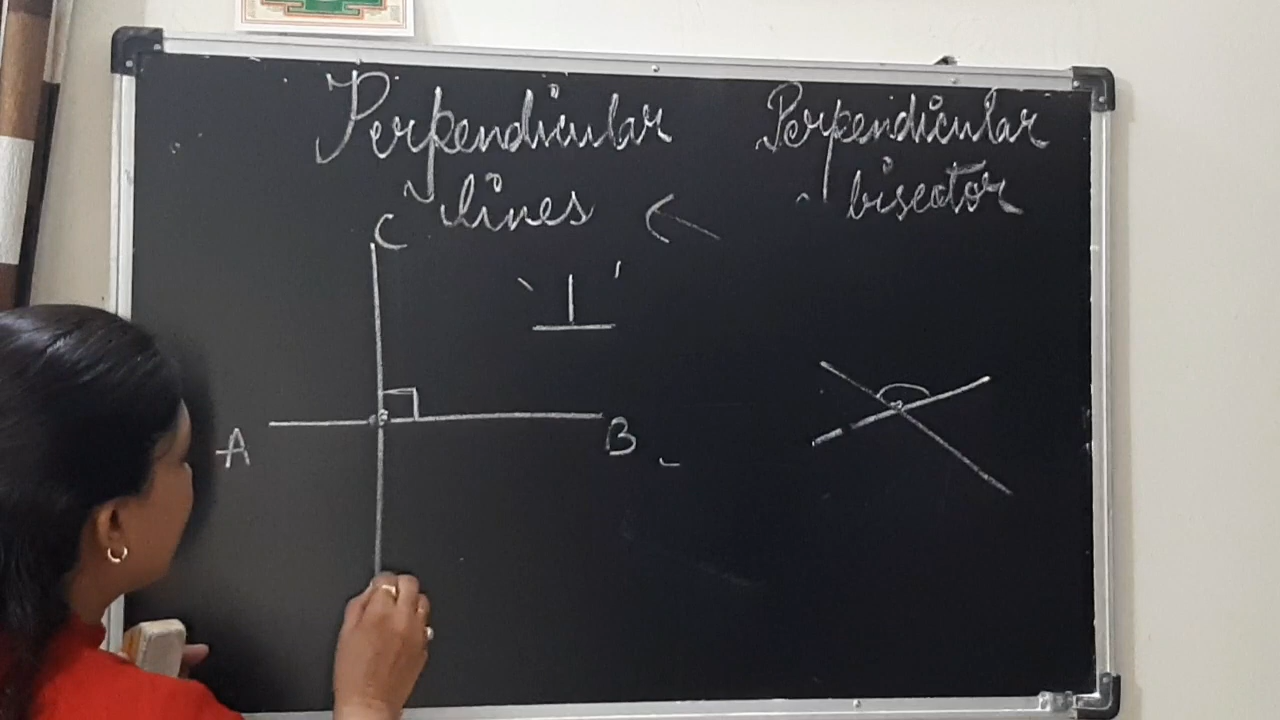 Perpendicular
lines
Perpendicular
bisector
C
'⊥'
A
B